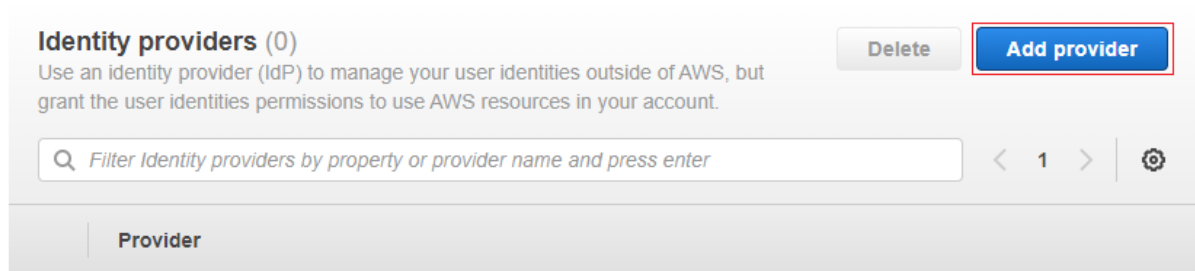 Identity providers (0)
Delete
Add provider
Use an identity provider (IdP) to manage your user identities outside of AWS, but
grant the user identities permissions to use AWS resources in your account.
Filter Identity providers by property or provider name and press enter
1
Provider